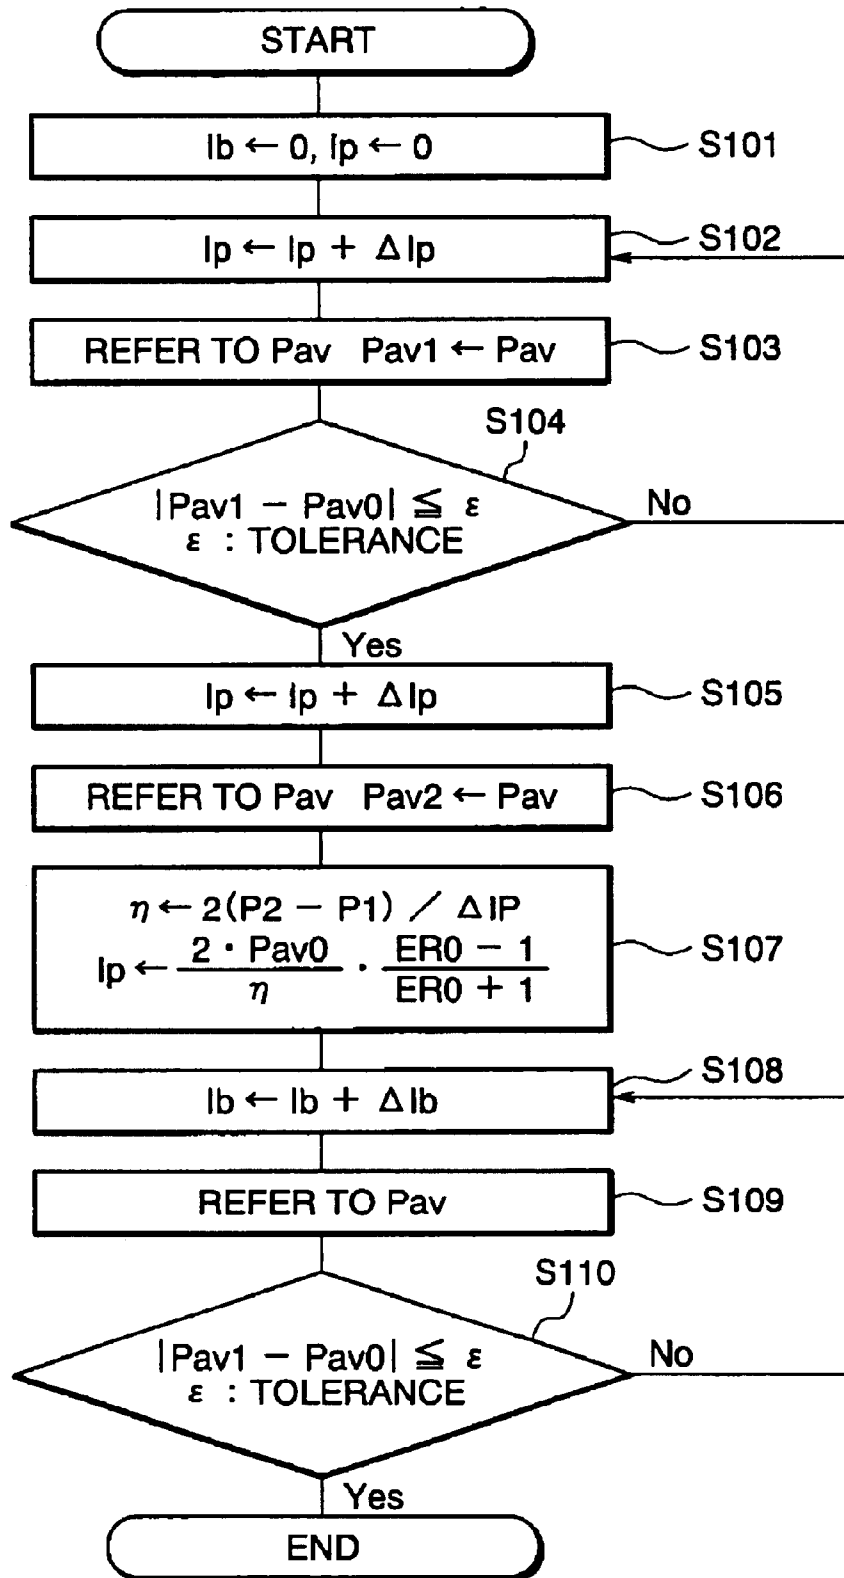 START
Ib ← 0, Ip ← 0
S101
Ip ← Ip + ΔIp
S102
REFER TO Pav Pav1 ← Pav
S103
S104
|Pav1 − Pav0| ≦ ε
ε : TOLERANCE
No
Yes
Ip ← Ip + ΔIp
S105
REFER TO Pav Pav2 ← Pav
S106
η ← 2(P2 − P1) / ΔIP
Ip ← 2 · Pav0 / η · ER0 − 1 / ER0 + 1
S107
Ib ← Ib + ΔIb
S108
REFER TO Pav
S109
S110
|Pav1 − Pav0| ≦ ε
ε : TOLERANCE
No
Yes
END